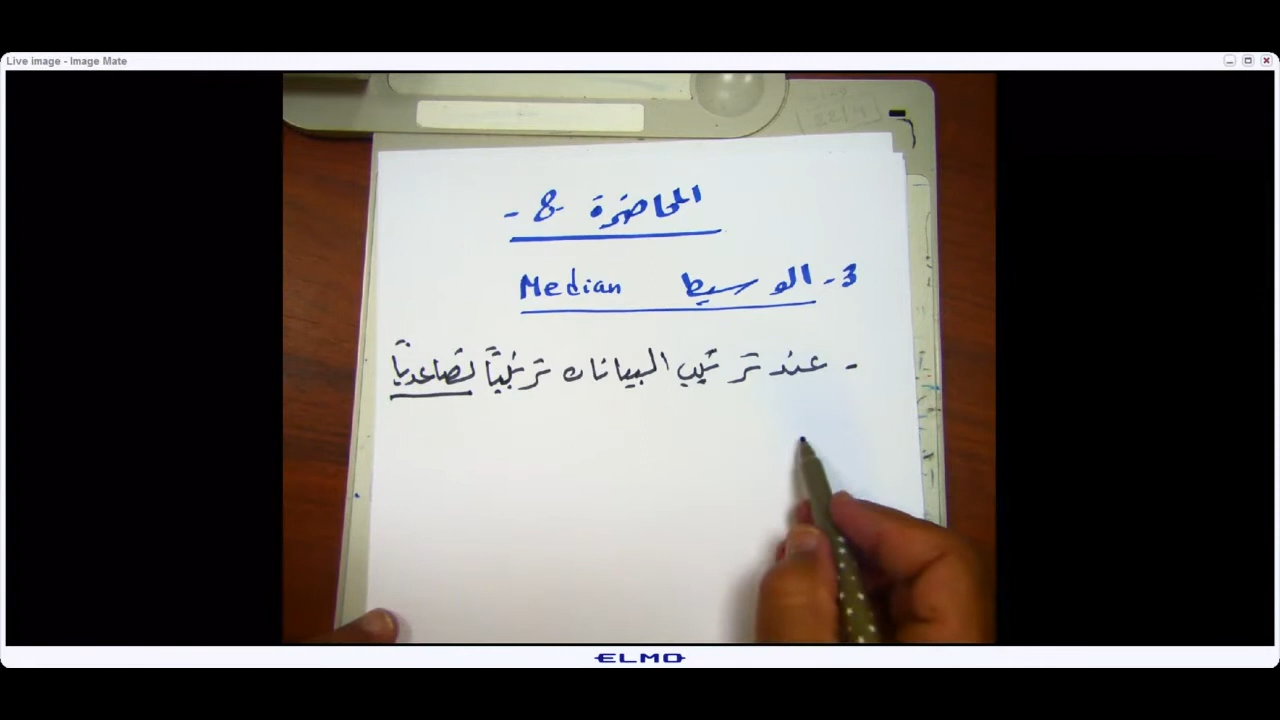 Live image - Image Mate
المحاضرة -8-
3- الوسيط Median
- عند ترتيب البيانات ترتيباً تصاعدياً
ELMO